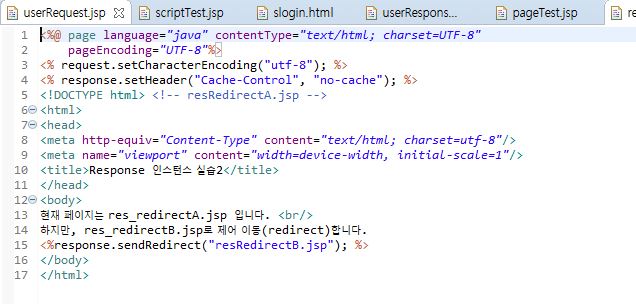 userRequest.jsp scriptTest.jsp slogin.html userRespons... pageTest.jsp re
1 <%@ page language="java" contentType="text/html; charset=UTF-8"
2 pageEncoding="UTF-8"%>
3 <% request.setCharacterEncoding("utf-8"); %>
4 <% response.setHeader("Cache-Control", "no-cache"); %>
5 <!DOCTYPE html> <!-- resRedirectA.jsp -->
6 <html>
7 <head>
8 <meta http-equiv="Content-Type" content="text/html; charset=utf-8"/>
9 <meta name="viewport" content="width=device-width, initial-scale=1"/>
10 <title>Response 인스턴스 실습2</title>
11 </head>
12 <body>
13 현재 페이지는 res_redirectA.jsp 입니다. <br/>
14 하지만, res_redirectB.jsp로 제어 이동(redirect)합니다.
15 <%response.sendRedirect("resRedirectB.jsp"); %>
16 </body>
17 </html>